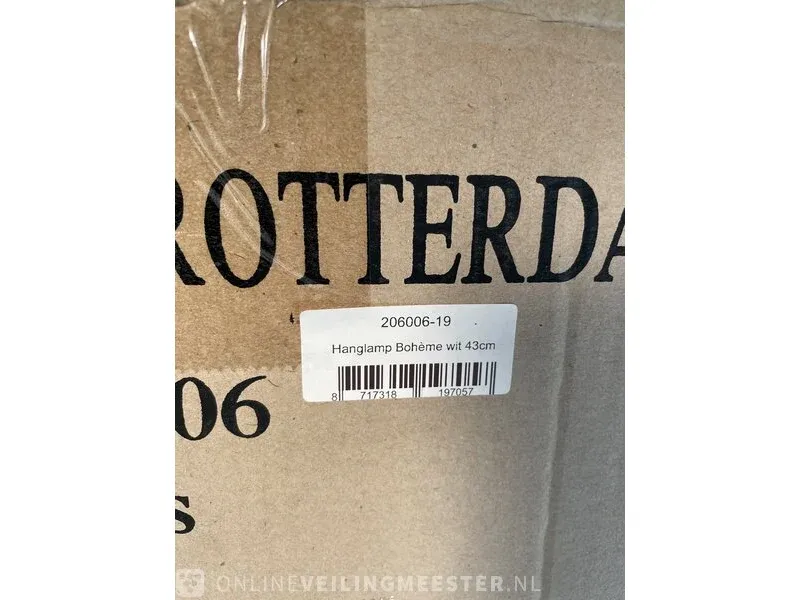 ROTTERDA
206006-19
Hanglamp Bohème wit 43cm
8 717318 197057
06
s
ONLINEVEILINGMEESTER.NL